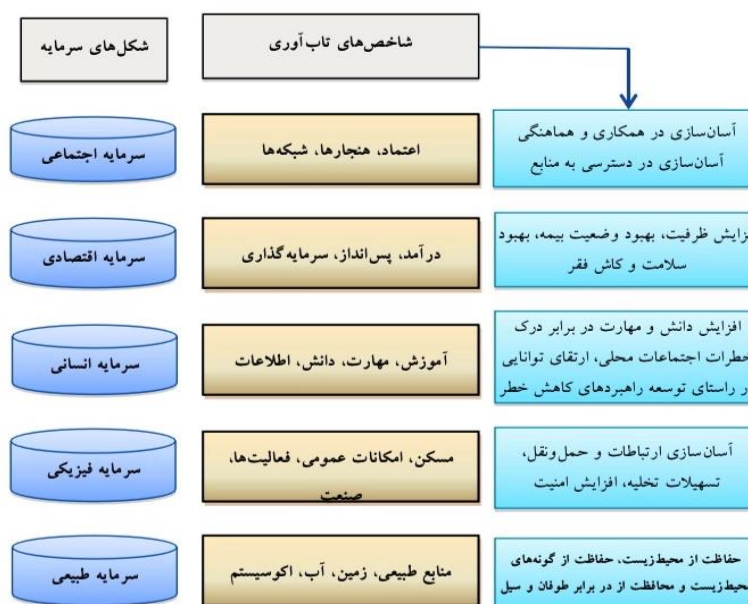 شکل‌های سرمایه
شاخص‌های تاب‌آوری
سرمایه اجتماعی
اعتماد، هنجارها، شبکه‌ها
آسان‌سازی در همکاری و هماهنگی
آسان‌سازی در دسترسی به منابع
سرمایه اقتصادی
درآمد، پس‌انداز، سرمایه‌گذاری
ظرفیت، بهبود وضعیت بیمه، بهبود
سلامت و کاش فقر
سرمایه انسانی
آموزش، مهارت، دانش، اطلاعات
افزایش دانش و مهارت در برابر درک
خطرات اجتماعات محلی، ارتقای توانایی
راستای توسعه راهبردهای کاهش خطر
سرمایه فیزیکی
مسکن، امکانات عمومی، فعالیت‌ها،
صنعت
آسان‌سازی ارتباطات و حمل‌ونقل،
تسهیلات تخلیه، افزایش امنیت
سرمایه طبیعی
منابع طبیعی، زمین، آب، اکوسیستم
حفاظت از محیط‌زیست، حفاظت از گونه‌های
محیط‌زیست و محافظت از در برابر طوفان و سیل